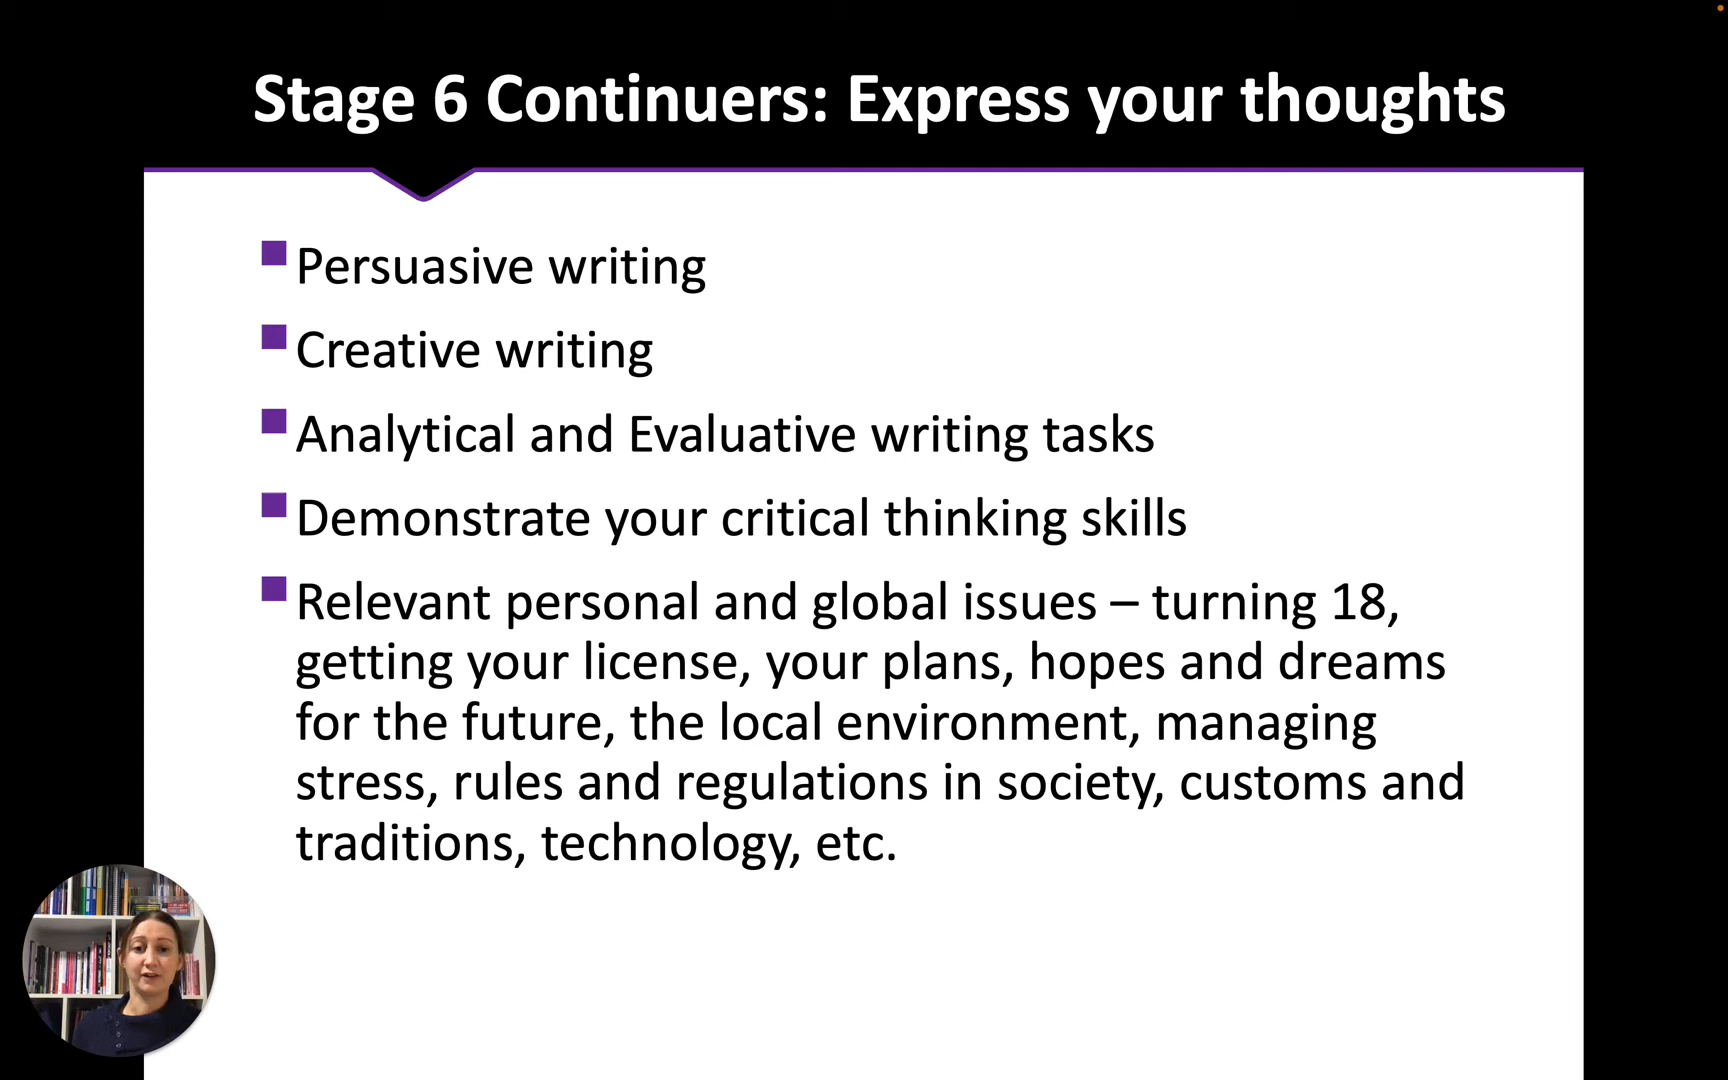 Stage 6 Continuers: Express your thoughts
Persuasive writing
Creative writing
Analytical and Evaluative writing tasks
Demonstrate your critical thinking skills
Relevant personal and global issues – turning 18,
getting your license, your plans, hopes and dreams
for the future, the local environment, managing
stress, rules and regulations in society, customs and
traditions, technology, etc.